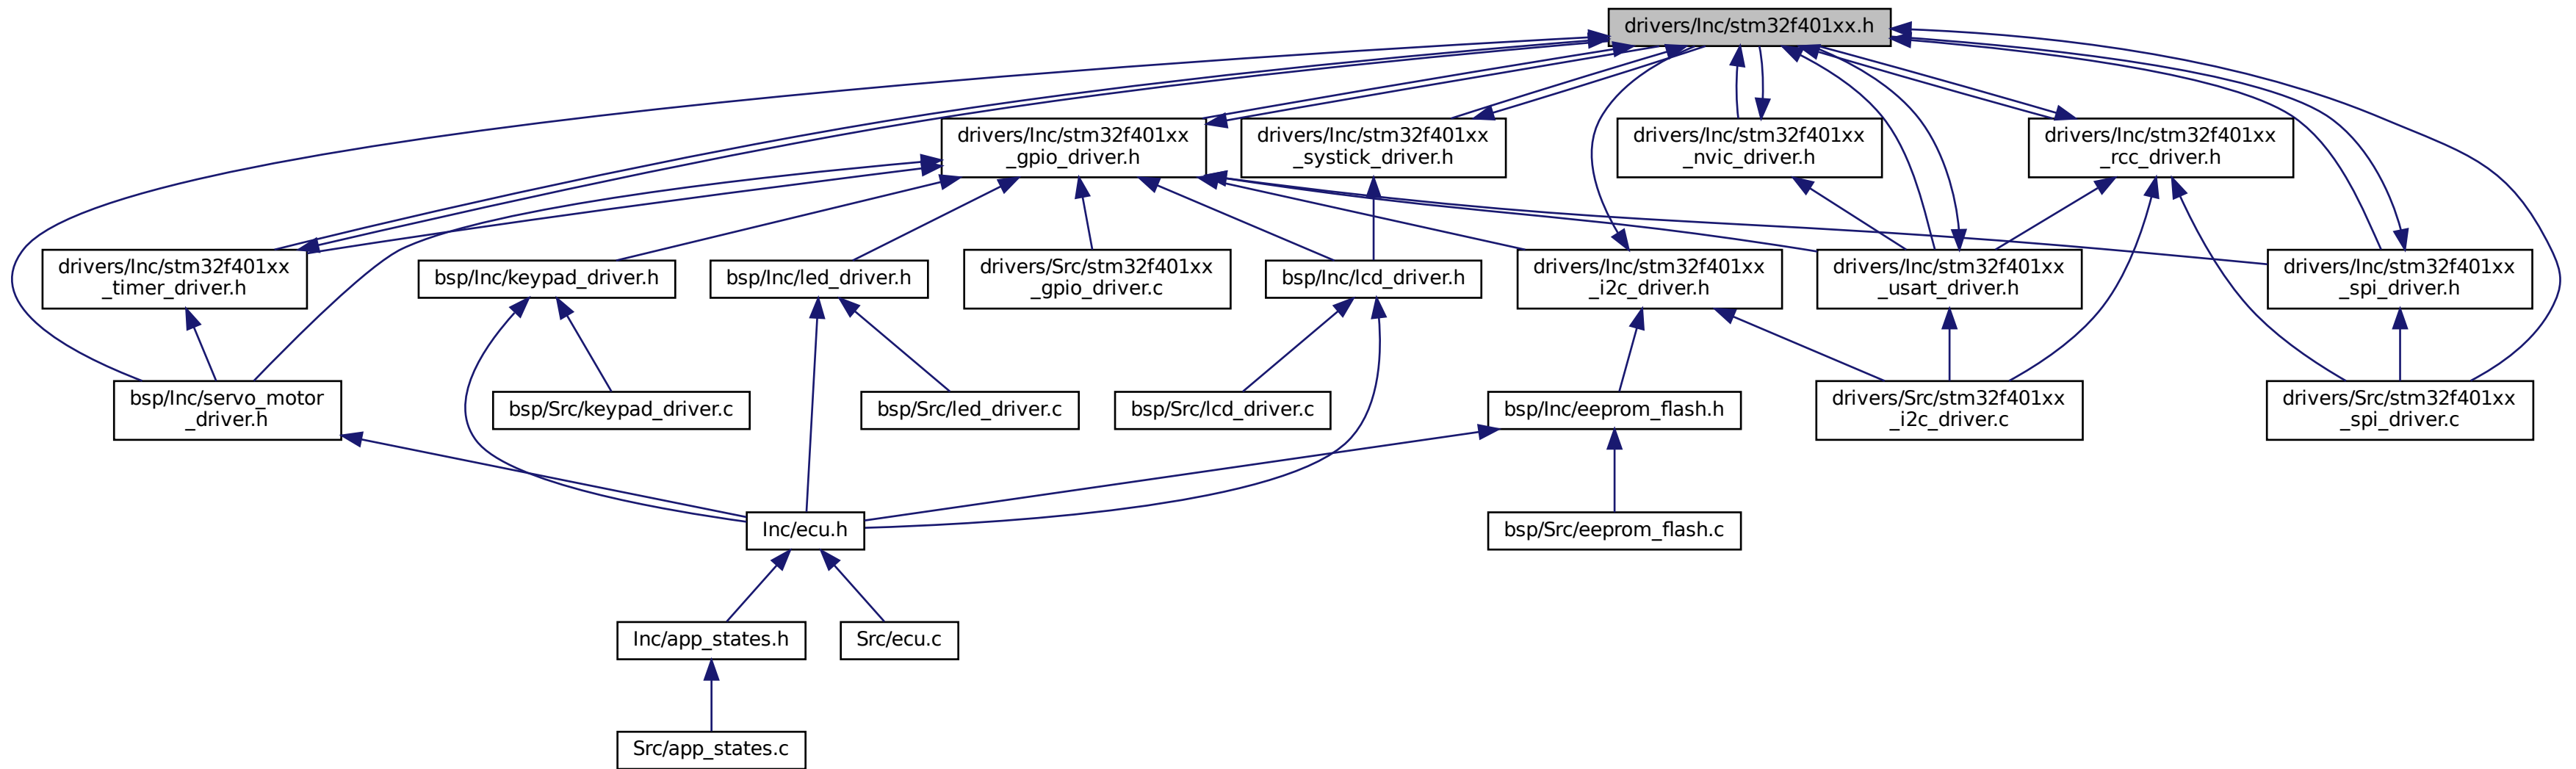 drivers/Inc/stm32f401xx.h
drivers/Inc/stm32f401xx
_gpio_driver.h
drivers/Inc/stm32f401xx
_systick_driver.h
drivers/Inc/stm32f401xx
_nvic_driver.h
drivers/Inc/stm32f401xx
_rcc_driver.h
drivers/Inc/stm32f401xx
_timer_driver.h
bsp/Inc/keypad_driver.h
bsp/Inc/led_driver.h
drivers/Src/stm32f401xx
_gpio_driver.c
bsp/Inc/lcd_driver.h
drivers/Inc/stm32f401xx
_i2c_driver.h
drivers/Inc/stm32f401xx
_usart_driver.h
drivers/Inc/stm32f401xx
_spi_driver.h
bsp/Inc/servo_motor
_driver.h
bsp/Src/keypad_driver.c
bsp/Src/led_driver.c
bsp/Src/lcd_driver.c
bsp/Inc/eeprom_flash.h
drivers/Src/stm32f401xx
_i2c_driver.c
drivers/Src/stm32f401xx
_spi_driver.c
Inc/ecu.h
bsp/Src/eeprom_flash.c
Inc/app_states.h
Src/ecu.c
Src/app_states.c